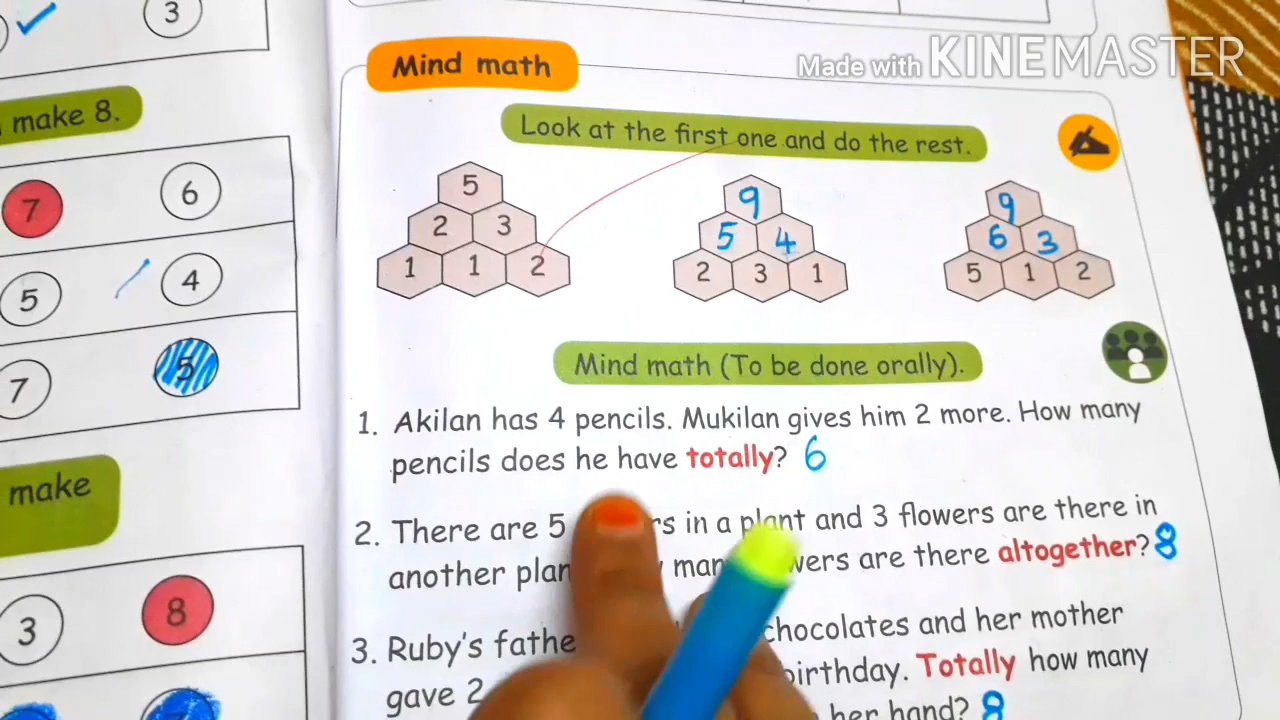 3
make 8.
7 6
5 4
7 5
make
3 8
Made with KINEMASTER
Mind math
Look at the first one and do the rest.
5
2 3
1 1 2
9
5 4
2 3 1
9
6 3
5 1 2
Mind math (To be done orally).
1. Akilan has 4 pencils. Mukilan gives him 2 more. How many
pencils does he have totally? 6
2. There are 5 in a plant and 3 flowers are there in
another are there altogether? 8
3. Ruby's chocolates and her mother
gave 2 birthday. Totally how many
her hand? 8